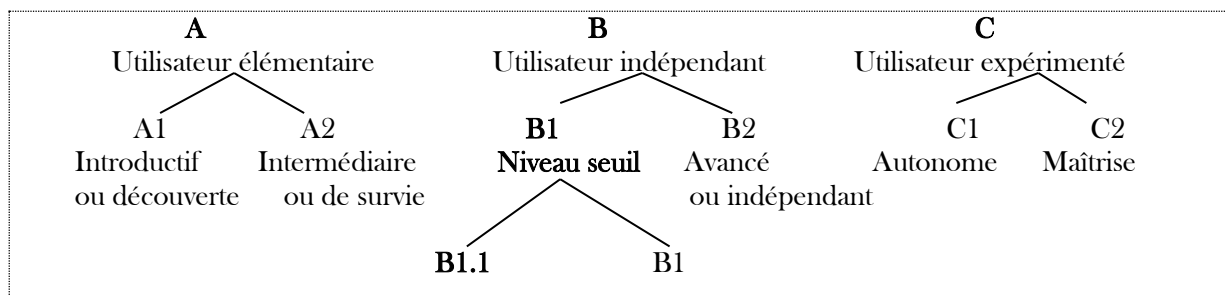 A B C
Utilisateur élémentaire Utilisateur indépendant Utilisateur expérimenté
A1 A2 B1 B2 C1 C2
Introductif Intermédiaire Niveau seuil Avancé Autonome Maîtrise
ou découverte ou de survie ou indépendant
B1.1 B1